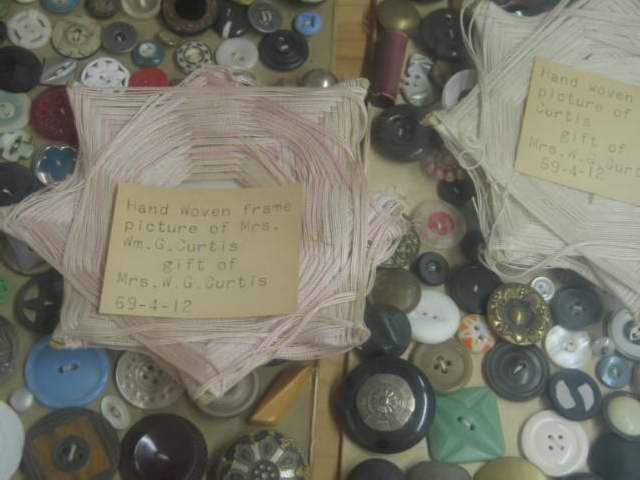 Hand Woven frame
picture of Mrs.
Wm.G.Curtis
gift of
Mrs.W.G.Curtis
69-4-12
Hand woven
picture of
Curtis
gift of
Mrs.W.G.
69-4-12